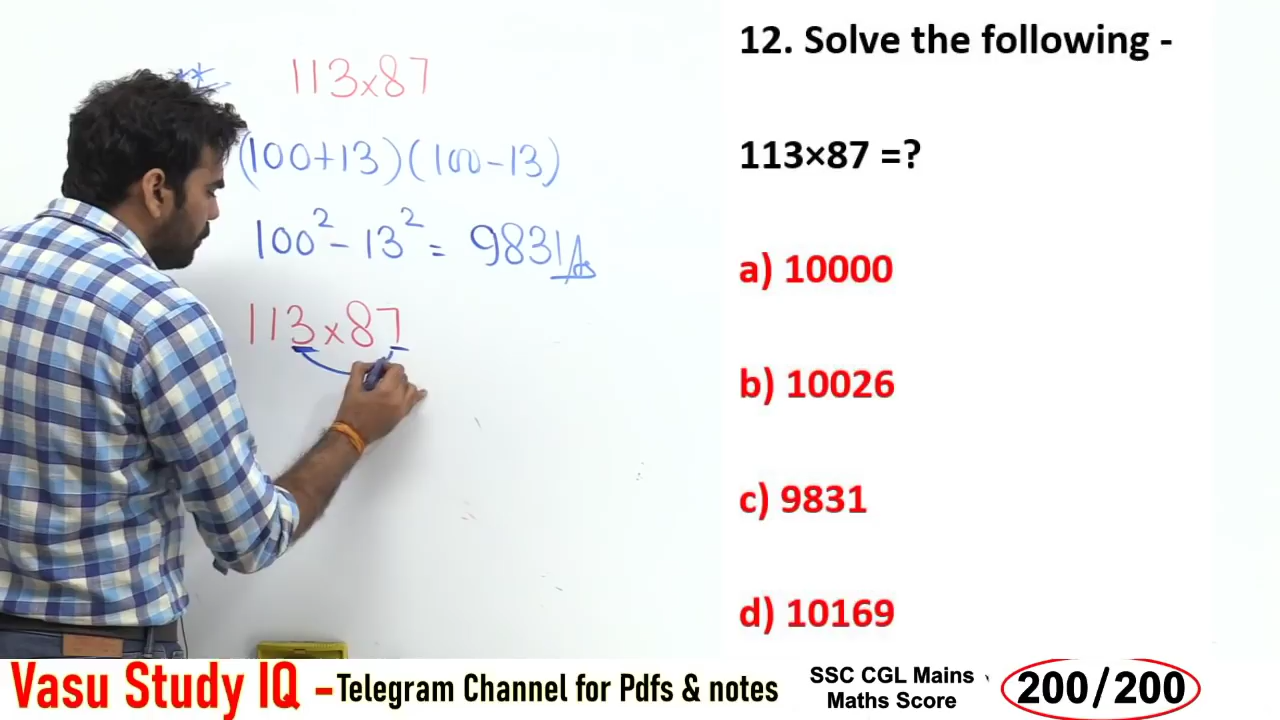 **
113×87
(100+13)(100-13)
100² - 13² = 9831 Ans
113×87
12. Solve the following -
113×87 =?
a) 10000
b) 10026
c) 9831
d) 10169
Vasu Study IQ – Telegram Channel for Pdfs & notes
SSC CGL Mains
Maths Score
200/200